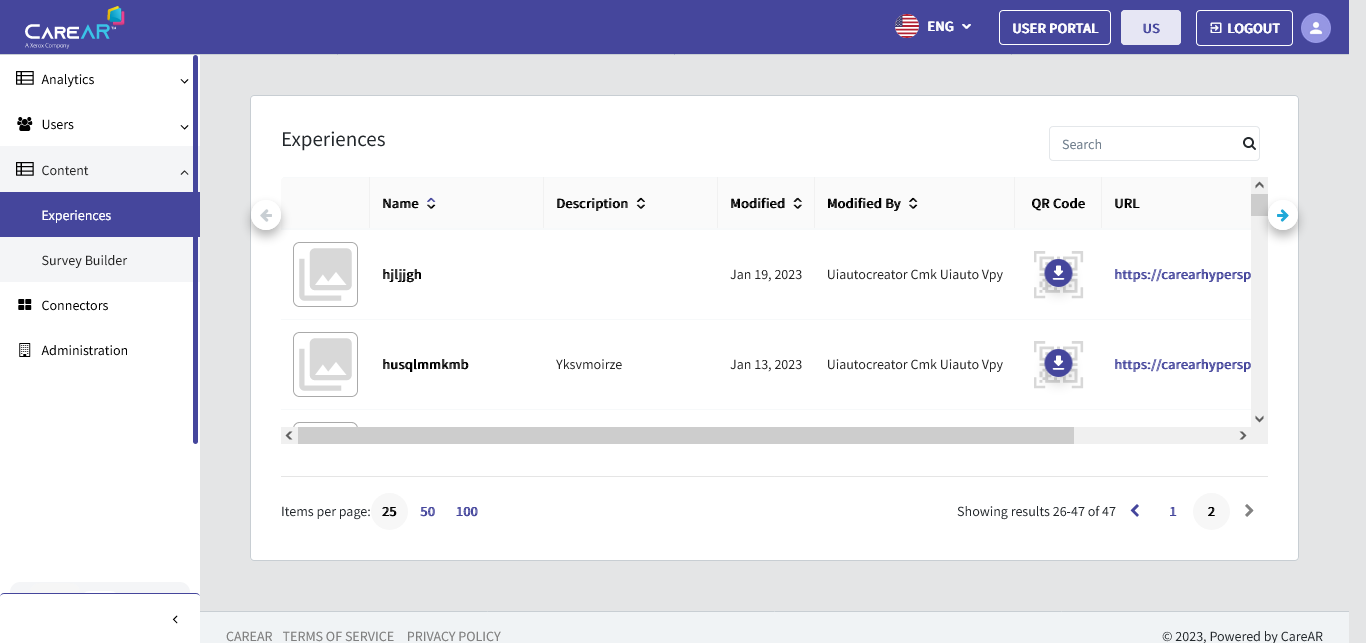 CAREAR™
A Xerox Company
ENG
USER PORTAL
US
LOGOUT
Analytics
Users
Content
Experiences
Survey Builder
Connectors
Administration
Experiences
Search
Name
Description
Modified
Modified By
QR Code
URL
hjljjgh
Jan 19, 2023
Uiautocreator Cmk Uiauto Vpy
https://carearhypersp
husqlmmkmb
Yksvmoirze
Jan 13, 2023
Uiautocreator Cmk Uiauto Vpy
https://carearhypersp
Items per page: 25 50 100
Showing results 26-47 of 47
1
2
CAREAR TERMS OF SERVICE PRIVACY POLICY
© 2023, Powered by CareAR